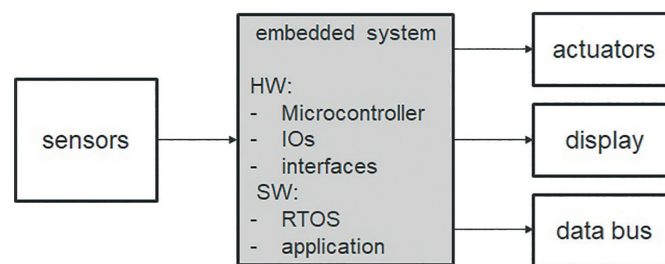 sensors
embedded system
HW:
- Microcontroller
- IOs
- interfaces
SW:
- RTOS
- application
actuators
display
data bus